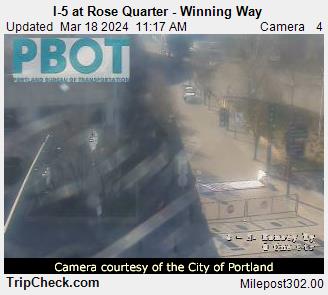 I-5 at Rose Quarter - Winning Way
Updated Mar 18 2024 11:17 AM Camera 4
PBOT
PORTLAND BUREAU OF TRANSPORTATION
Camera courtesy of the City of Portland
TripCheck.com Milepost302.00